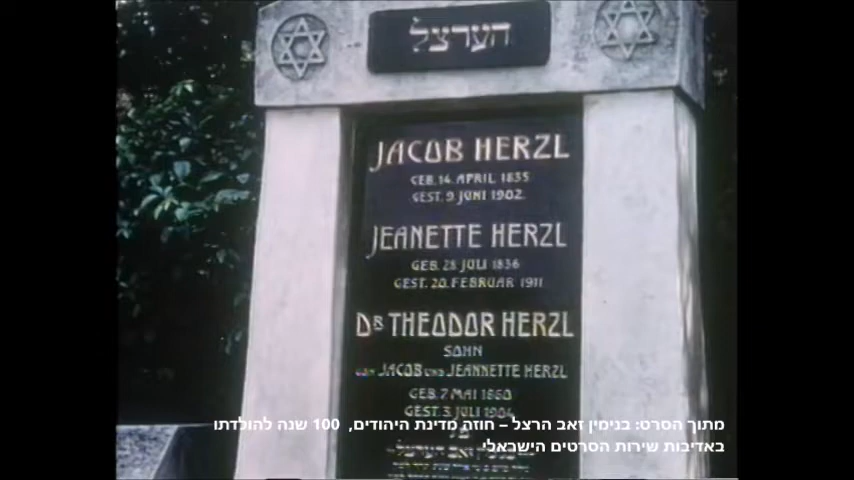 הערצל
JACOB HERZL
GEB. 14. APRIL 1835
GEST. 9 JUNI 1902.
JEANETTE HERZL
GEB. 28 JULI 1836
GEST. 20. FEBRUAR 1911
DR THEODOR HERZL
SOHN
VON JACOB UND JEANNETTE HERZL
GEB. 7 MAI 1860
GEST. 3. JULI 1904
מתוך הסרט: בנימין זאב הרצל – חוזה מדינת היהודים, 100 שנה להולדתו
באדיבות שירות הסרטים הישראלי